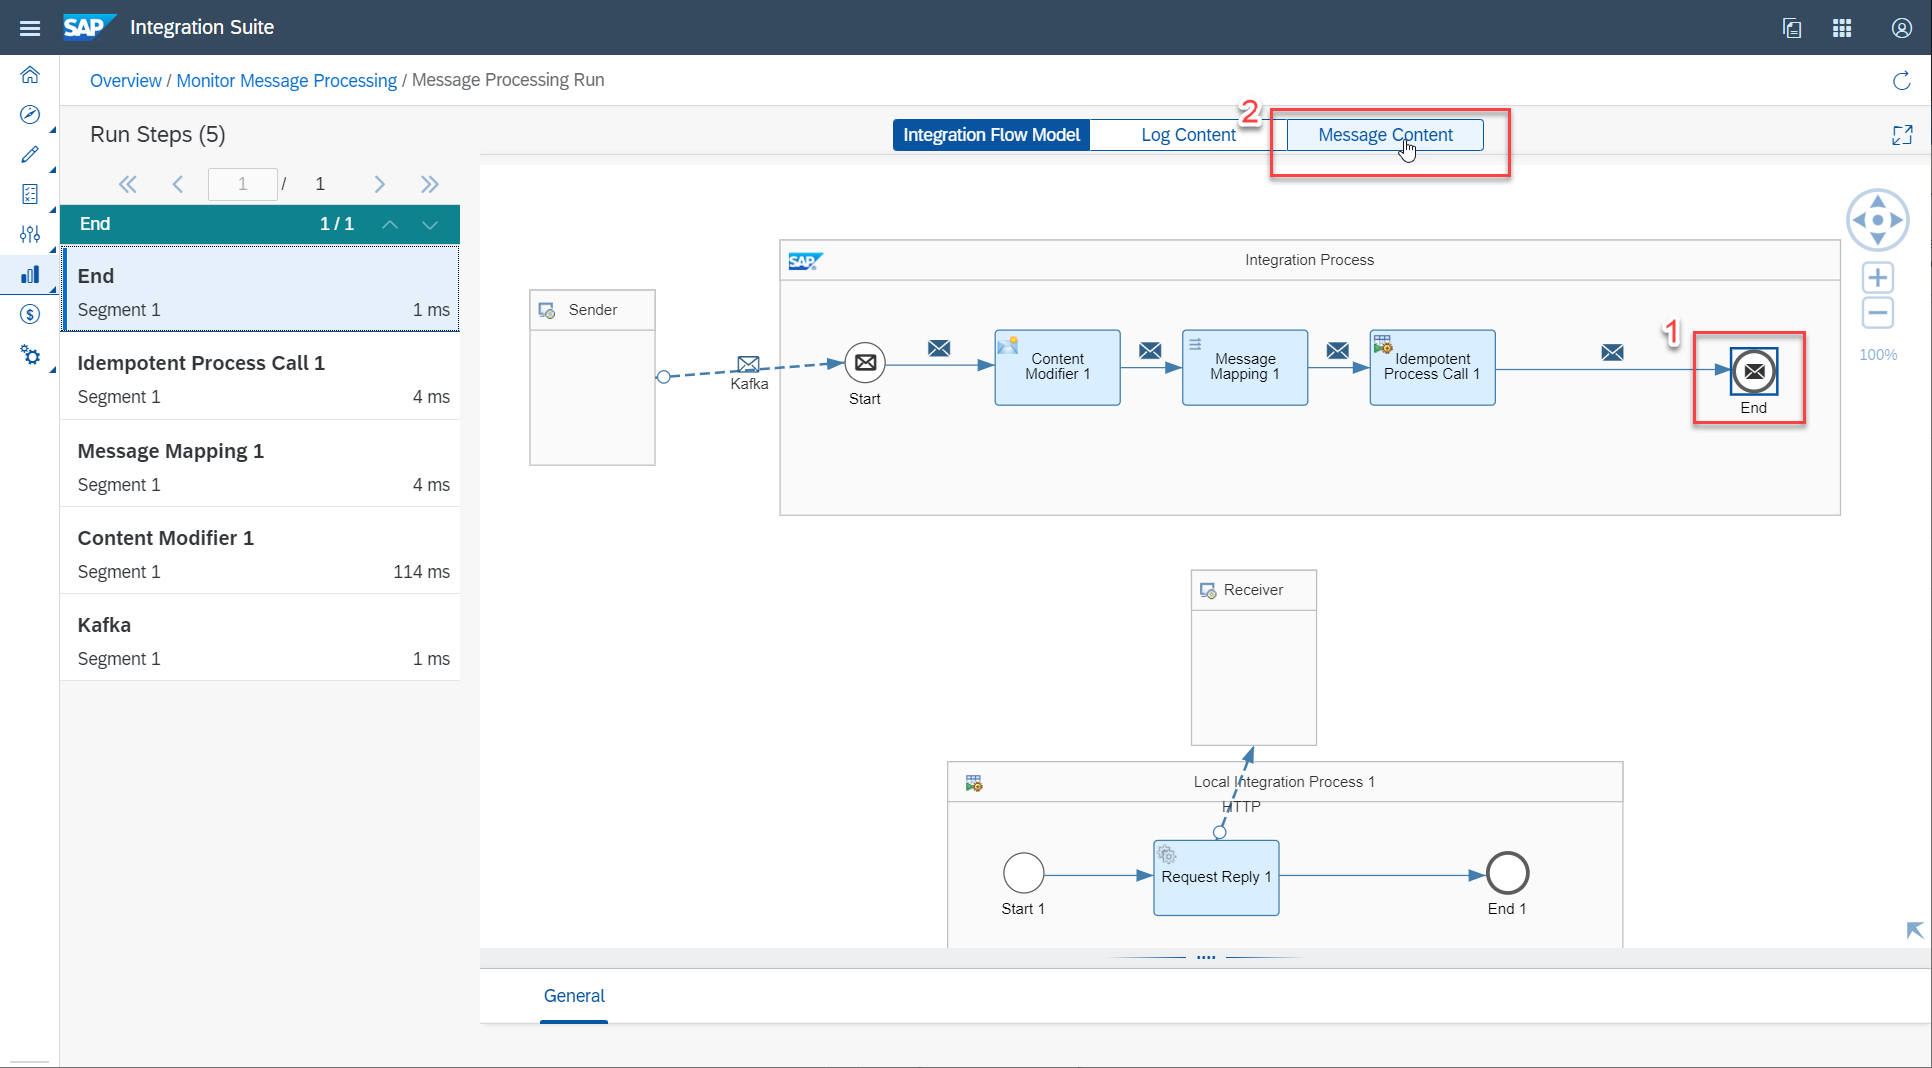 SAP Integration Suite
Overview / Monitor Message Processing / Message Processing Run
Run Steps (5)
1 / 1
End 1 / 1
End
Segment 1 1 ms
Idempotent Process Call 1
Segment 1 4 ms
Message Mapping 1
Segment 1 4 ms
Content Modifier 1
Segment 1 114 ms
Kafka
Segment 1 1 ms
Integration Flow Model Log Content 2 Message Content
SAP Integration Process
Sender
Kafka
Start
Content
Modifier 1
Message
Mapping 1
Idempotent
Process Call 1
1
End
100%
Receiver
Local Integration Process 1
HTTP
Start 1
Request Reply 1
End 1
General